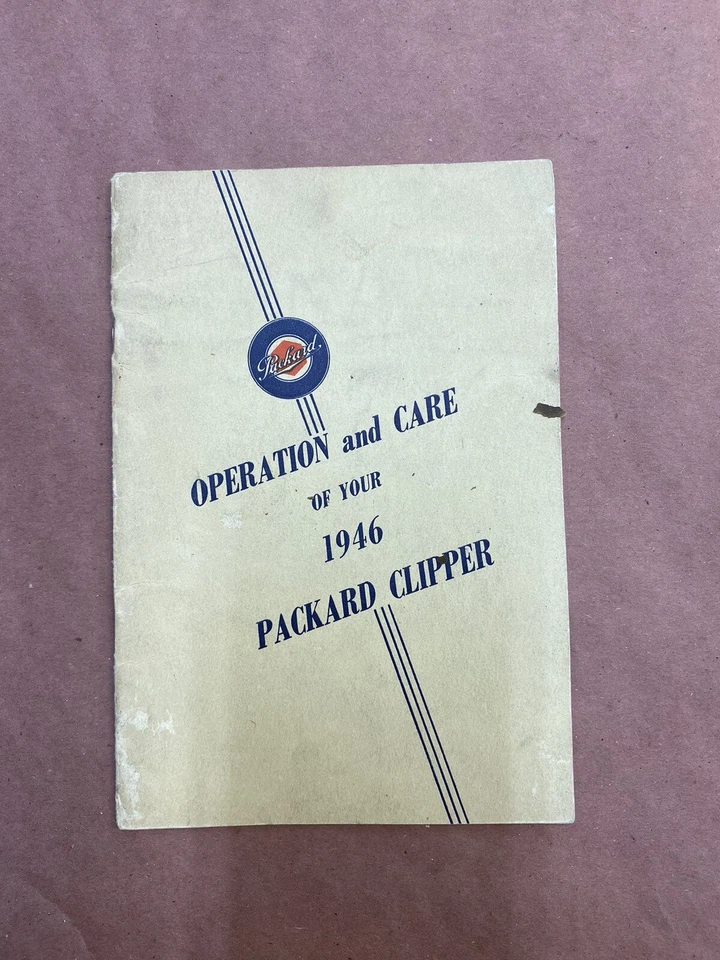 Packard
OPERATION and CARE
OF YOUR
1946
PACKARD CLIPPER